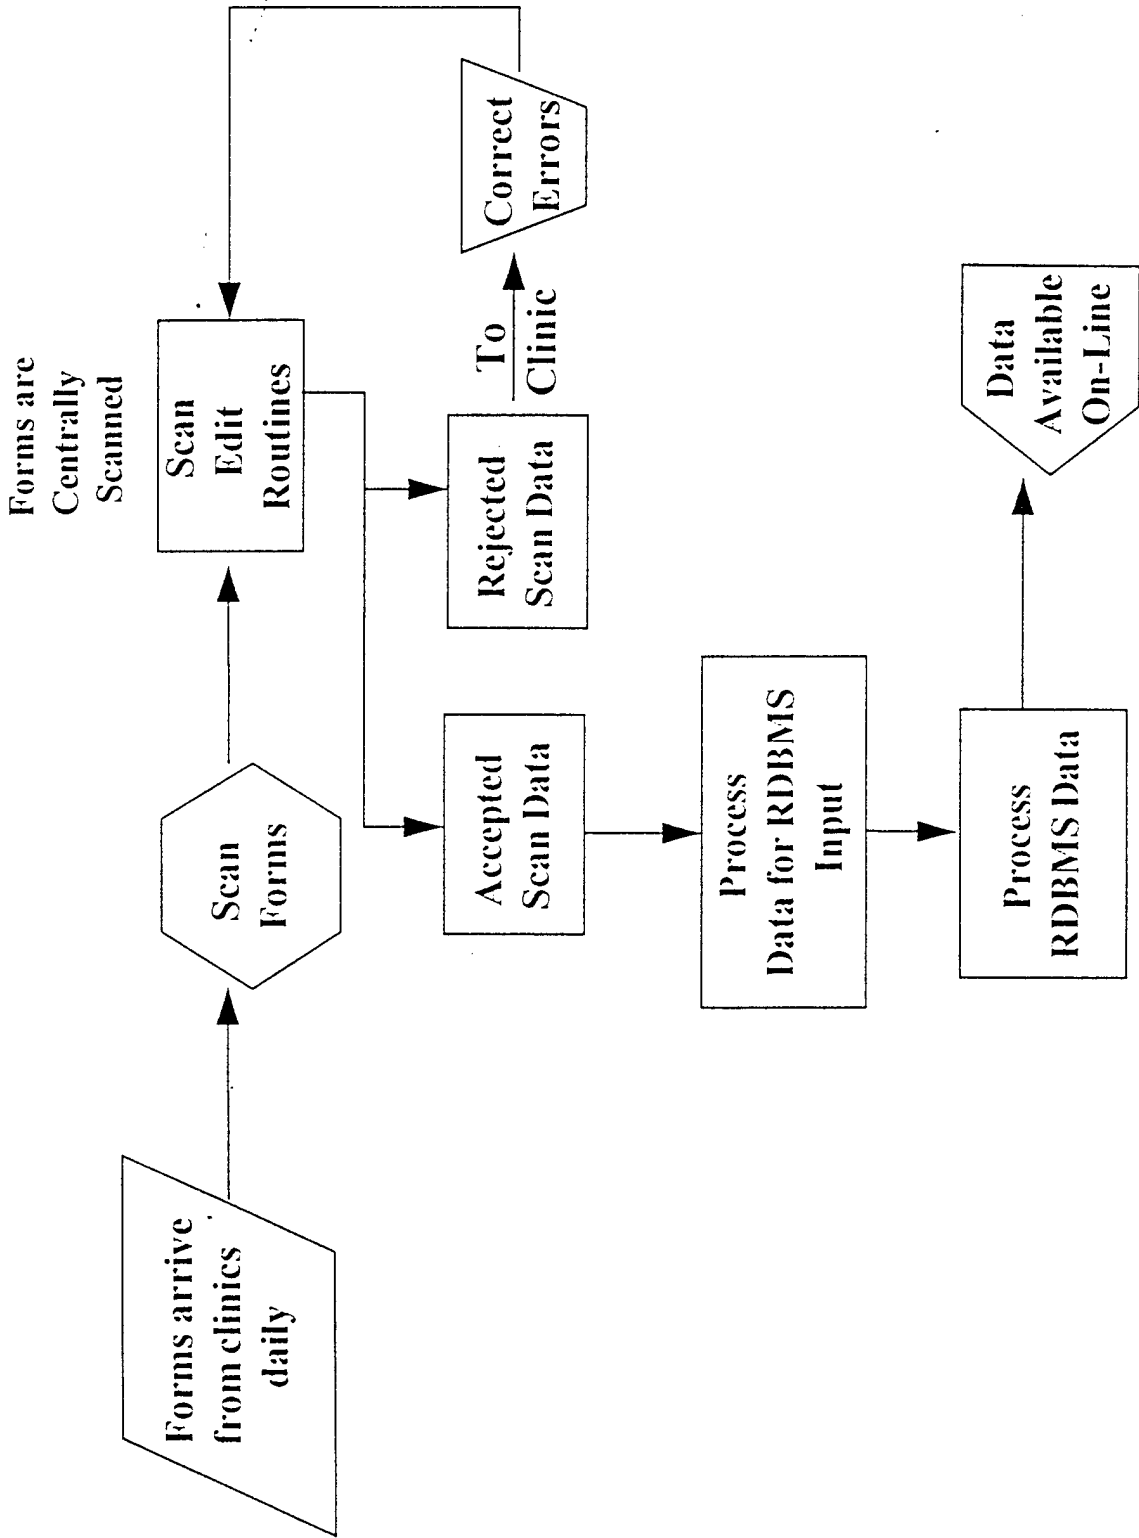 Forms are
Centrally
Scanned
Forms arrive
from clinics
daily
Scan
Forms
Scan
Edit
Routines
Accepted
Scan Data
Rejected
Scan Data
To
Clinic
Correct
Errors
Process
Data for RDBMS
Input
Process
RDBMS Data
Data
Available
On-Line